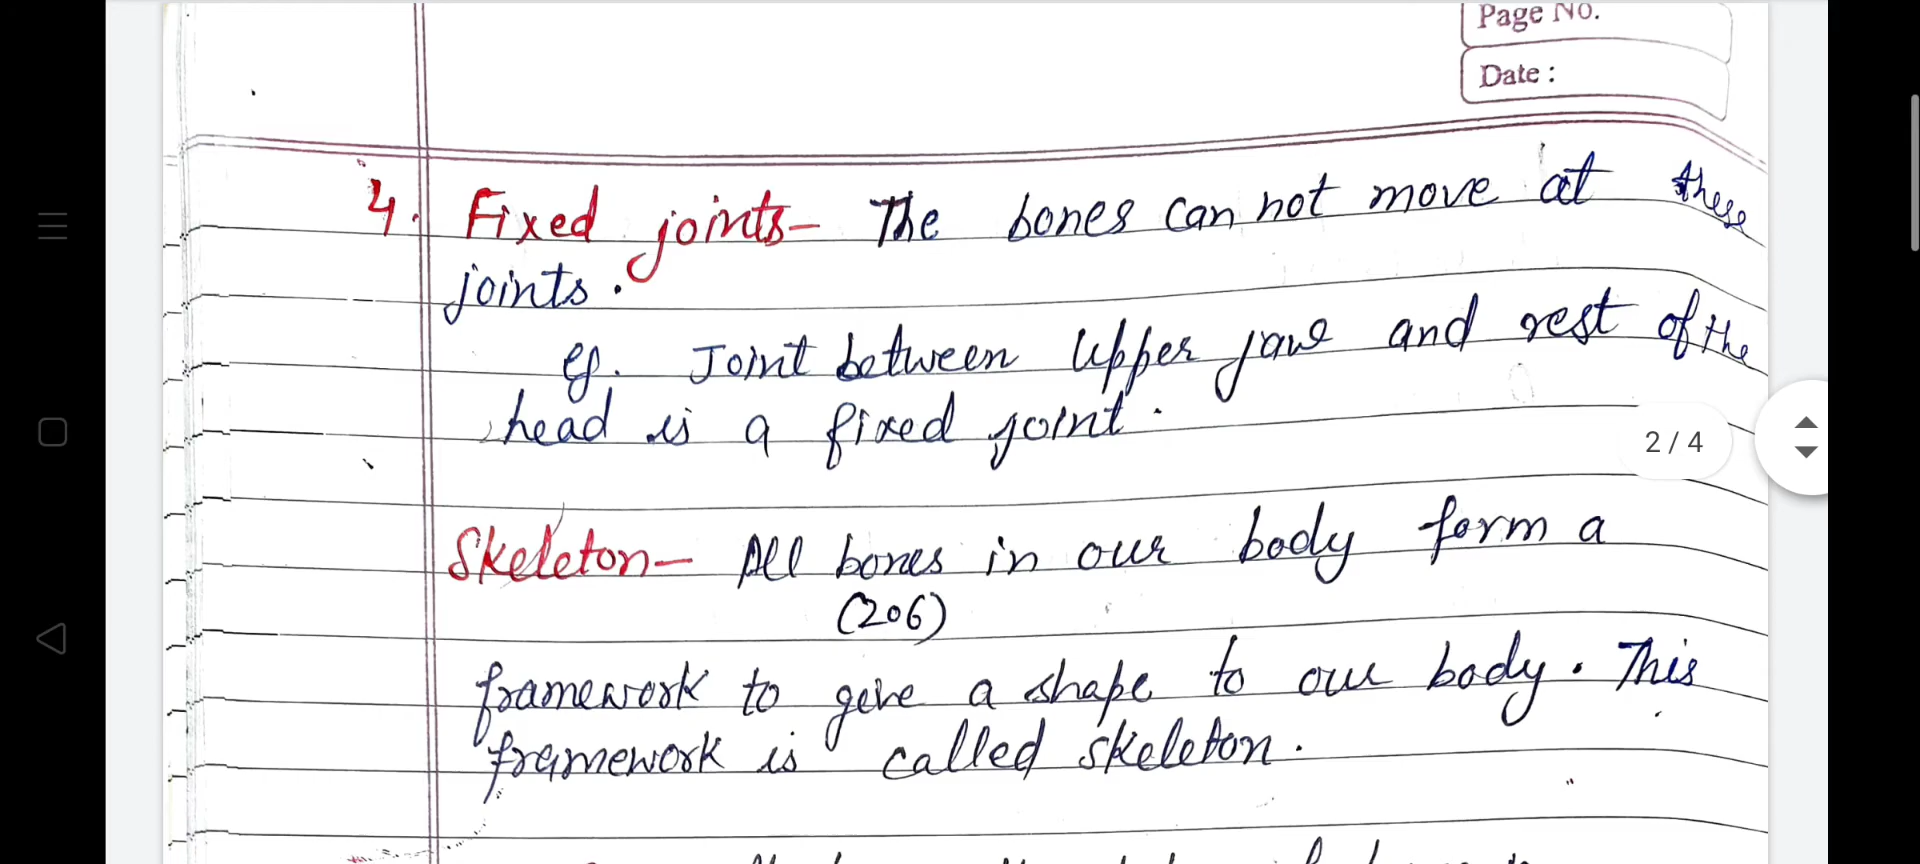 Page No.
Date :
4. Fixed joints- The bones can not move at these
joints.
eg. Joint between Upper jaw and rest of the
head is a fixed joint.
2 / 4
Skeleton- All bones in our body form a
(206)
framework to give a shape to our body. This
framework is called skeleton.